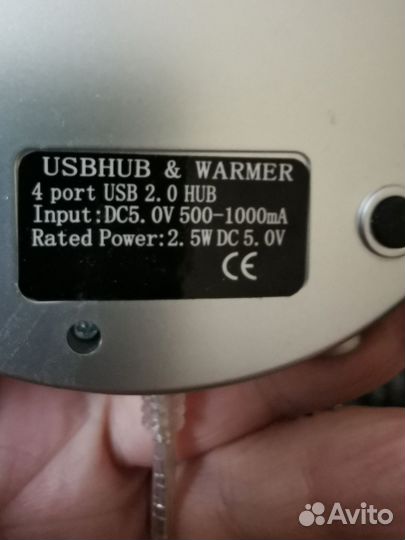 USBHUB & WARMER
4 port USB 2.0 HUB
Input:DC5.0V 500-1000mA
Rated Power:2.5W DC 5.0V
CE
Avito